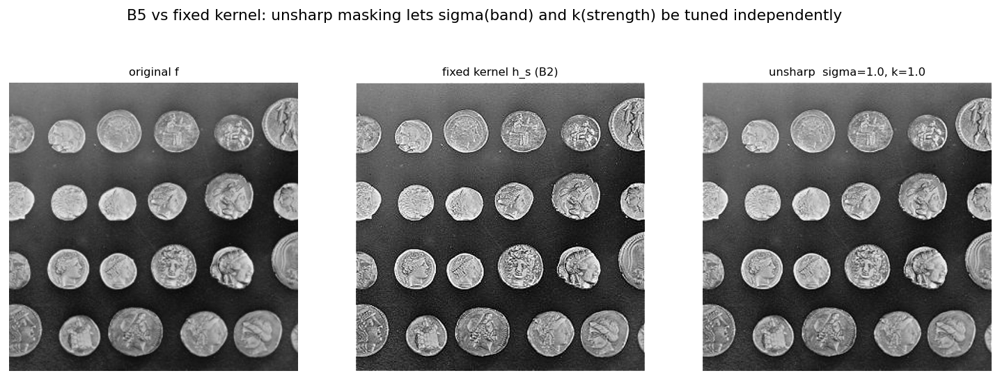 B5 vs fixed kernel: unsharp masking lets sigma(band) and k(strength) be tuned independently
original f
fixed kernel h_s (B2)
unsharp  sigma=1.0, k=1.0